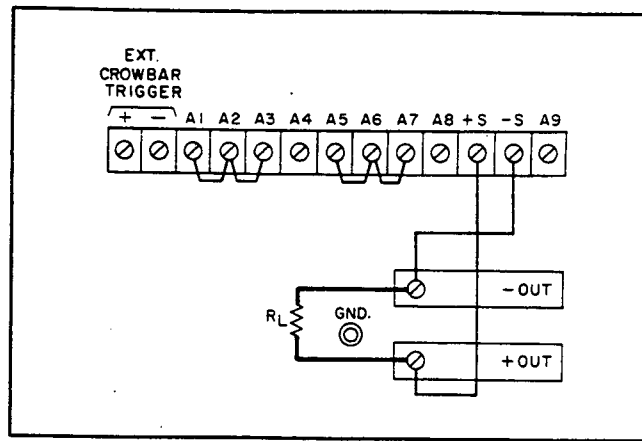 EXT.
CROWBAR
TRIGGER
+ − A1 A2 A3 A4 A5 A6 A7 A8 +S −S A9
− OUT
RL GND.
+ OUT